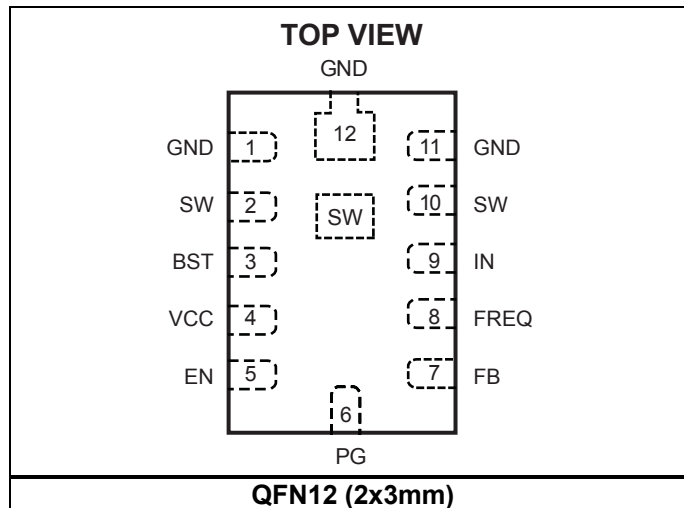 TOP VIEW
GND
12
GND 1 11 GND
SW 2 SW 10 SW
BST 3 9 IN
VCC 4 8 FREQ
EN 5 7 FB
6
PG
QFN12 (2x3mm)